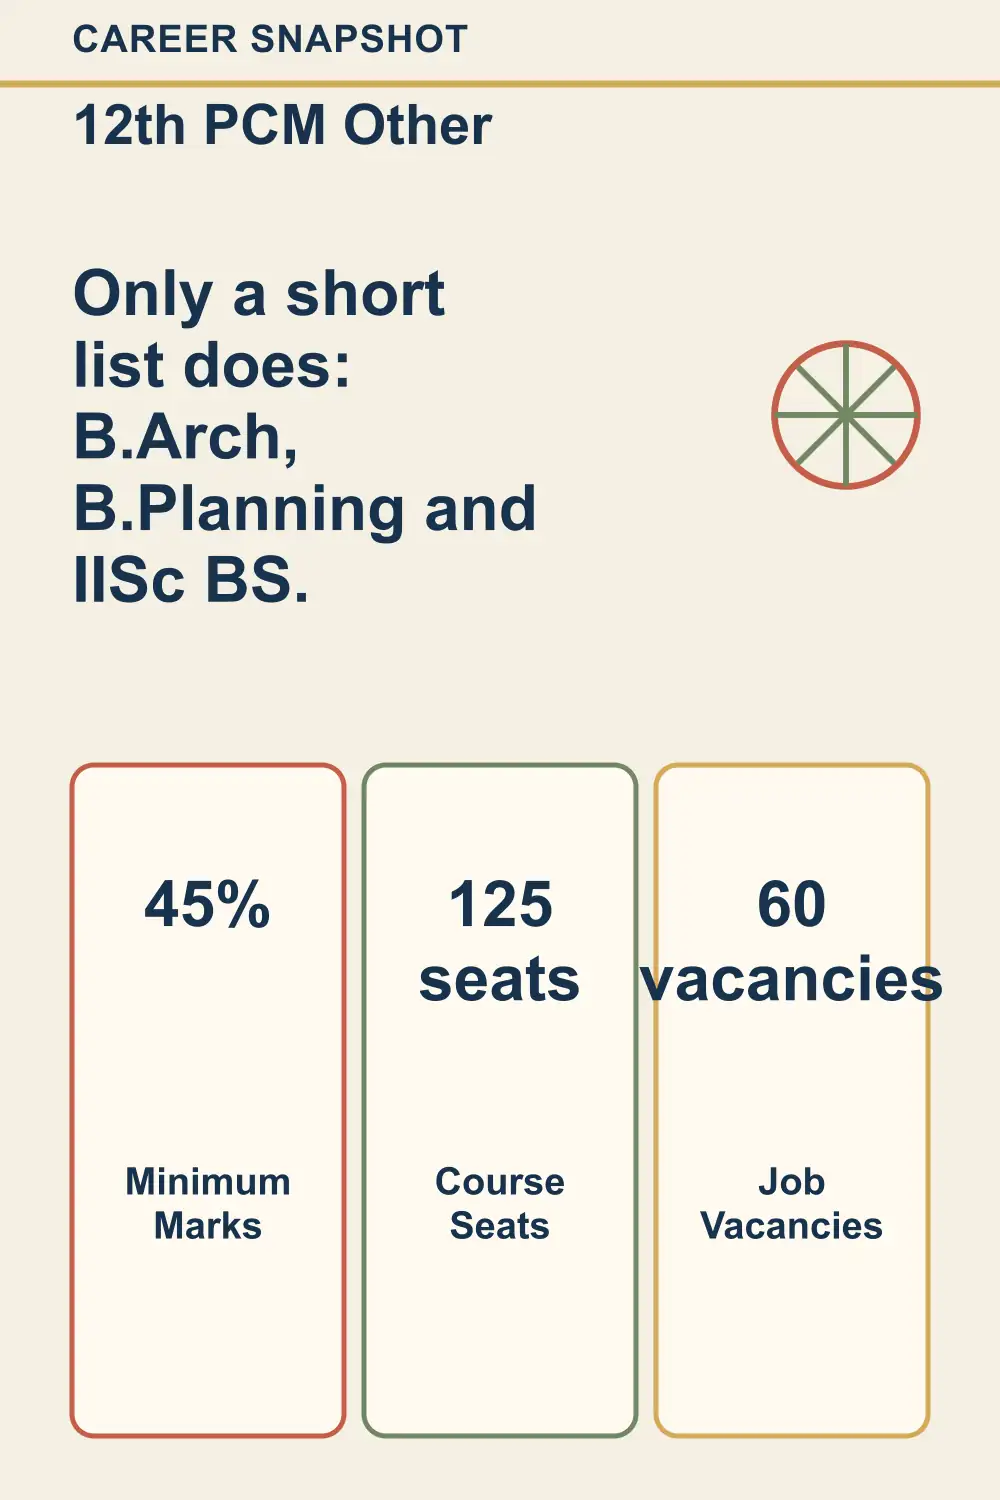 CAREER SNAPSHOT
12th PCM Other
Only a short
list does:
B.Arch,
B.Planning and
IISc BS.
45%
Minimum
Marks
125
seats
Course
Seats
60
vacancies
Job
Vacancies